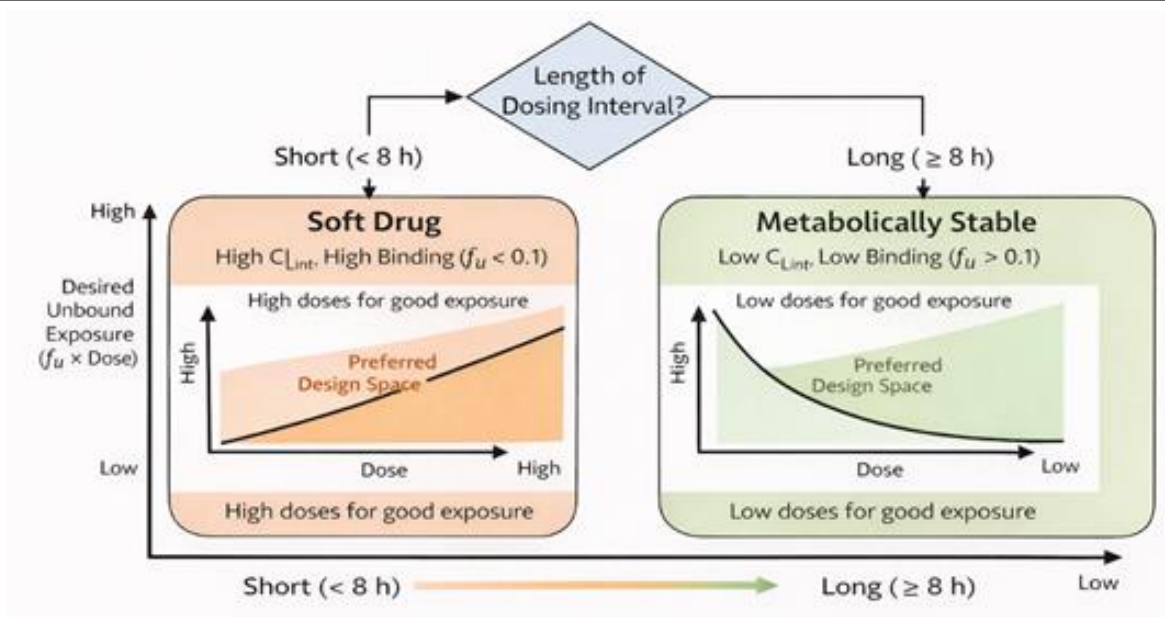 Length of
Dosing Interval?
Short (< 8 h)
Long (≥ 8 h)
High
Desired
Unbound
Exposure
(fᵤ × Dose)
Low
Soft Drug
High CLint, High Binding (fᵤ < 0.1)
High doses for good exposure
High
Preferred
Design Space
Dose
High
High doses for good exposure
Metabolically Stable
Low CLint, Low Binding (fᵤ > 0.1)
Low doses for good exposure
High
Preferred
Design Space
Dose
Low
Low doses for good exposure
Short (< 8 h)
Long (≥ 8 h)
Low